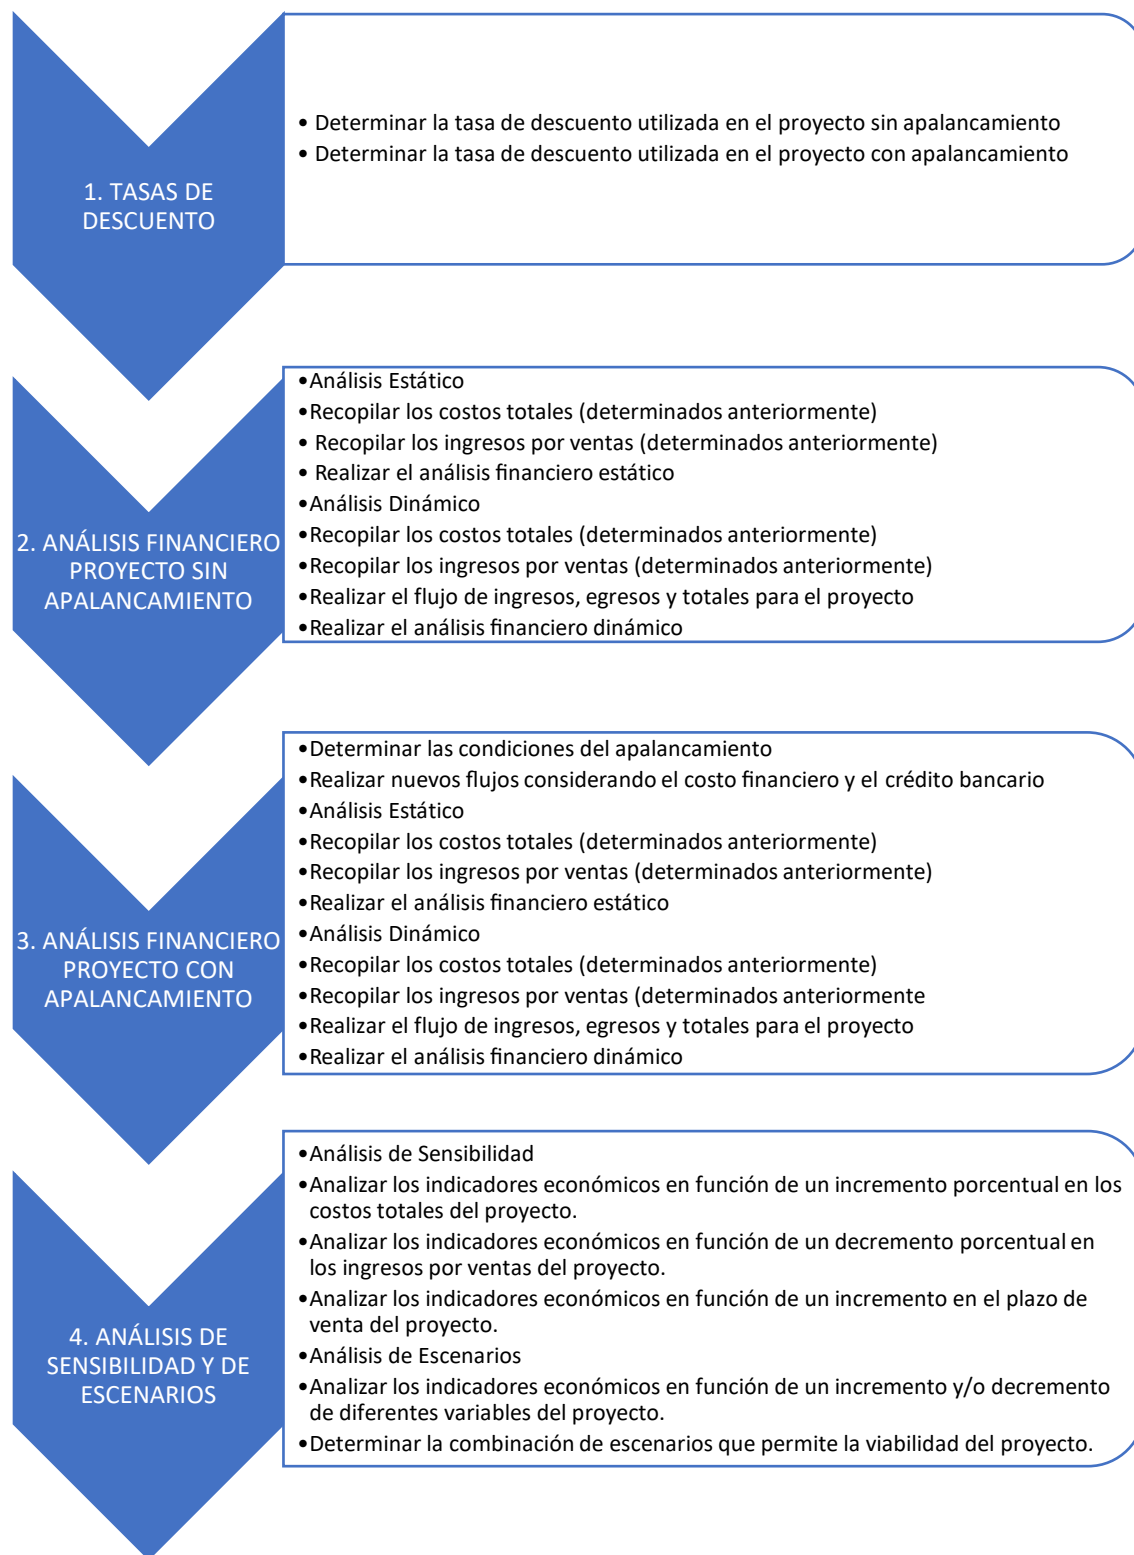 1. TASAS DE
DESCUENTO
• Determinar la tasa de descuento utilizada en el proyecto sin apalancamiento
• Determinar la tasa de descuento utilizada en el proyecto con apalancamiento
2. ANÁLISIS FINANCIERO
PROYECTO SIN
APALANCAMIENTO
•Análisis Estático
•Recopilar los costos totales (determinados anteriormente)
• Recopilar los ingresos por ventas (determinados anteriormente)
• Realizar el análisis financiero estático
•Análisis Dinámico
•Recopilar los costos totales (determinados anteriormente)
•Recopilar los ingresos por ventas (determinados anteriormente)
•Realizar el flujo de ingresos, egresos y totales para el proyecto
•Realizar el análisis financiero dinámico
3. ANÁLISIS FINANCIERO
PROYECTO CON
APALANCAMIENTO
•Determinar las condiciones del apalancamiento
•Realizar nuevos flujos considerando el costo financiero y el crédito bancario
•Análisis Estático
•Recopilar los costos totales (determinados anteriormente)
•Recopilar los ingresos por ventas (determinados anteriormente)
•Realizar el análisis financiero estático
•Análisis Dinámico
•Recopilar los costos totales (determinados anteriormente)
•Recopilar los ingresos por ventas (determinados anteriormente
•Realizar el flujo de ingresos, egresos y totales para el proyecto
•Realizar el análisis financiero dinámico
4. ANÁLISIS DE
SENSIBILIDAD Y DE
ESCENARIOS
•Análisis de Sensibilidad
•Analizar los indicadores económicos en función de un incremento porcentual en los
costos totales del proyecto.
•Analizar los indicadores económicos en función de un decremento porcentual en
los ingresos por ventas del proyecto.
•Analizar los indicadores económicos en función de un incremento en el plazo de
venta del proyecto.
•Análisis de Escenarios
•Analizar los indicadores económicos en función de un incremento y/o decremento
de diferentes variables del proyecto.
•Determinar la combinación de escenarios que permite la viabilidad del proyecto.